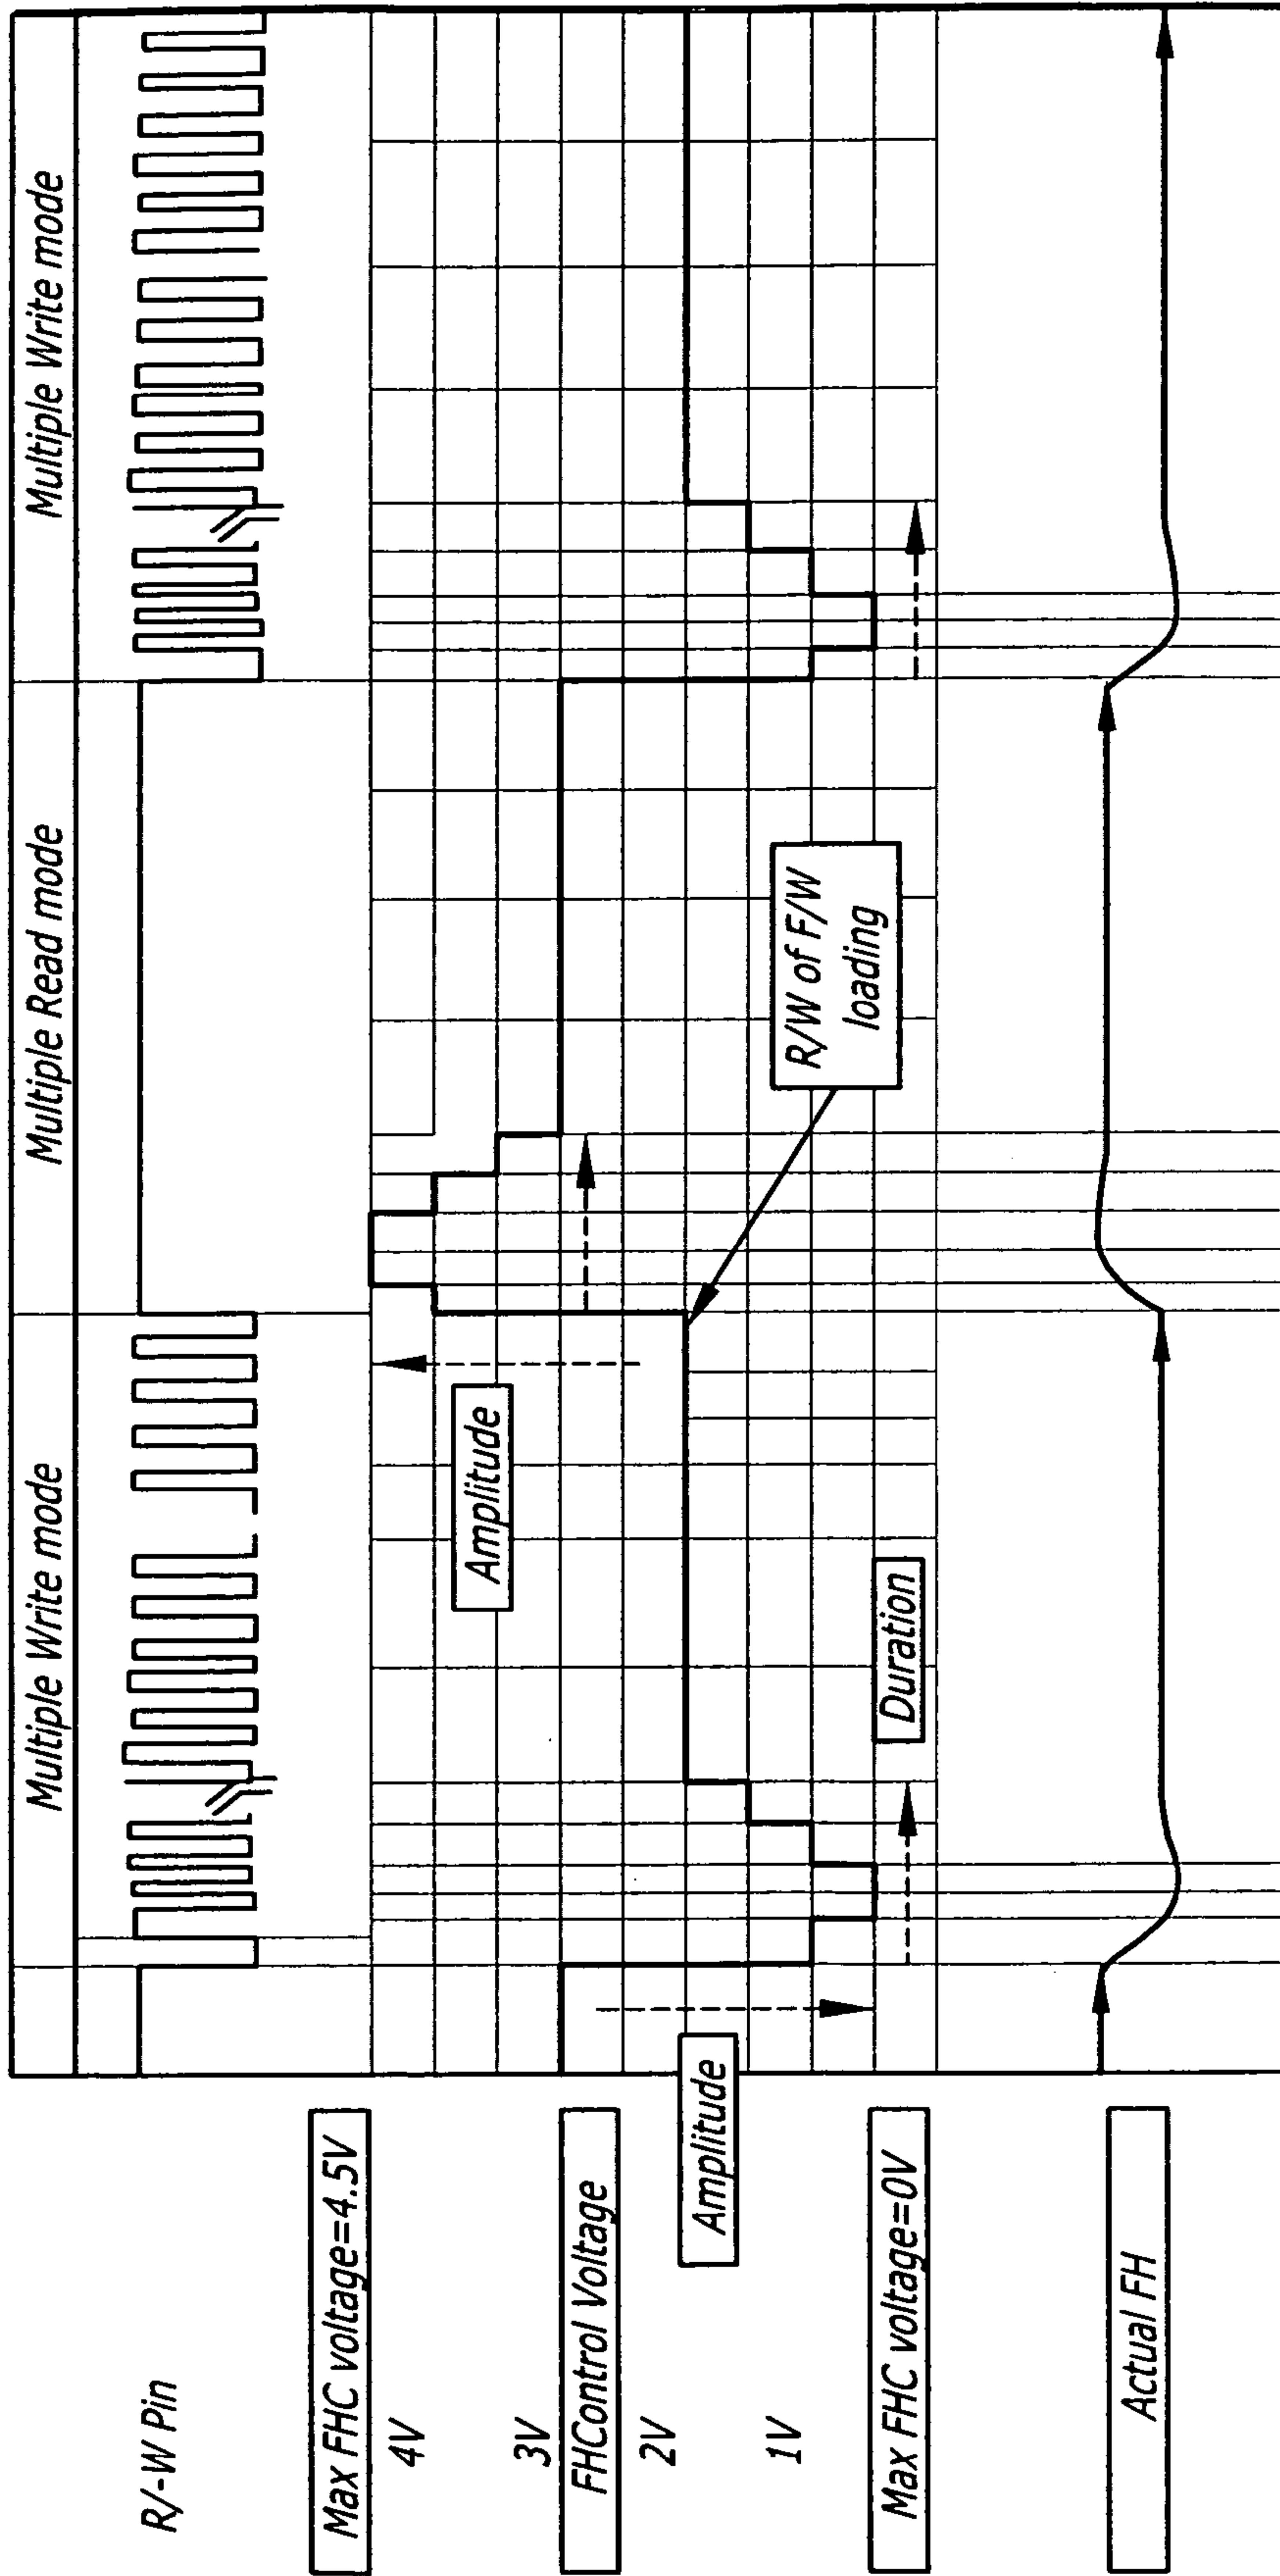 Multiple Write mode
Multiple Read mode
Multiple Write mode
R/-W Pin
Max FHC voltage=4.5V
4V
Amplitude
3V
FHControl Voltage
2V
Amplitude
R/W of F/W
loading
1V
Max FHC voltage=0V
Duration
Actual FH